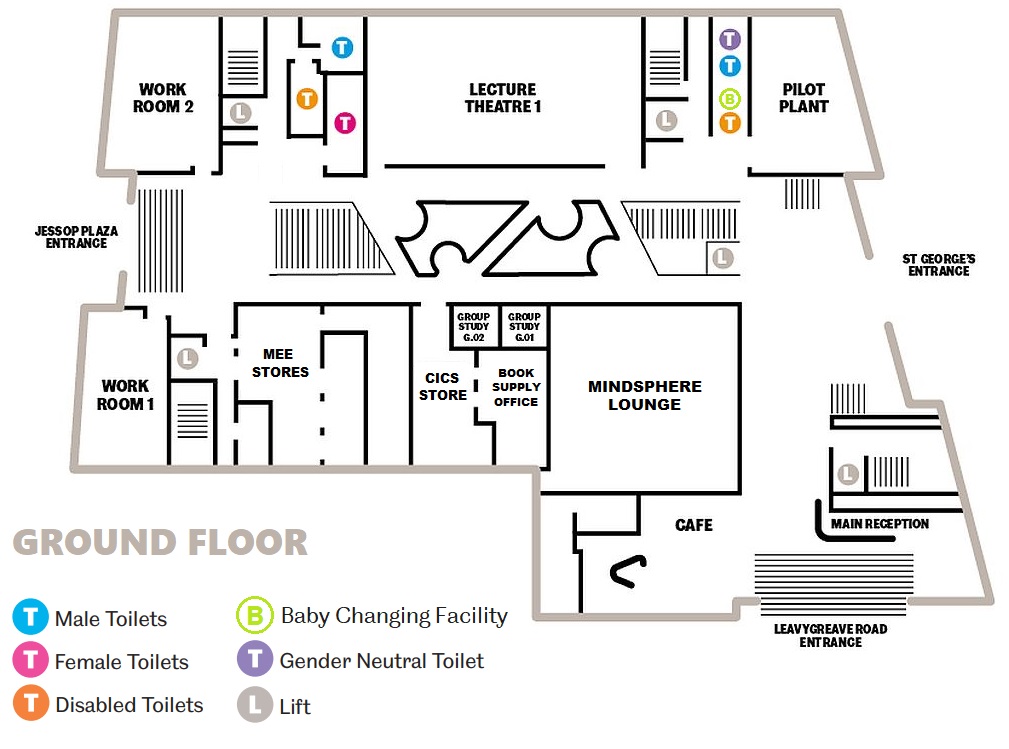 WORK
ROOM 2
L
T
T
T
LECTURE
THEATRE 1
L
T
T
B
T
PILOT
PLANT
JESSOP PLAZA
ENTRANCE
L
ST GEORGE'S
ENTRANCE
WORK
ROOM 1
L
MEE
STORES
CICS
STORE
GROUP
STUDY
G.02
GROUP
STUDY
G.01
BOOK
SUPPLY
OFFICE
MINDSPHERE
LOUNGE
L
CAFE
MAIN RECEPTION
LEAVYGREAVE ROAD
ENTRANCE
GROUND FLOOR
T Male Toilets
T Female Toilets
T Disabled Toilets
B Baby Changing Facility
T Gender Neutral Toilet
L Lift